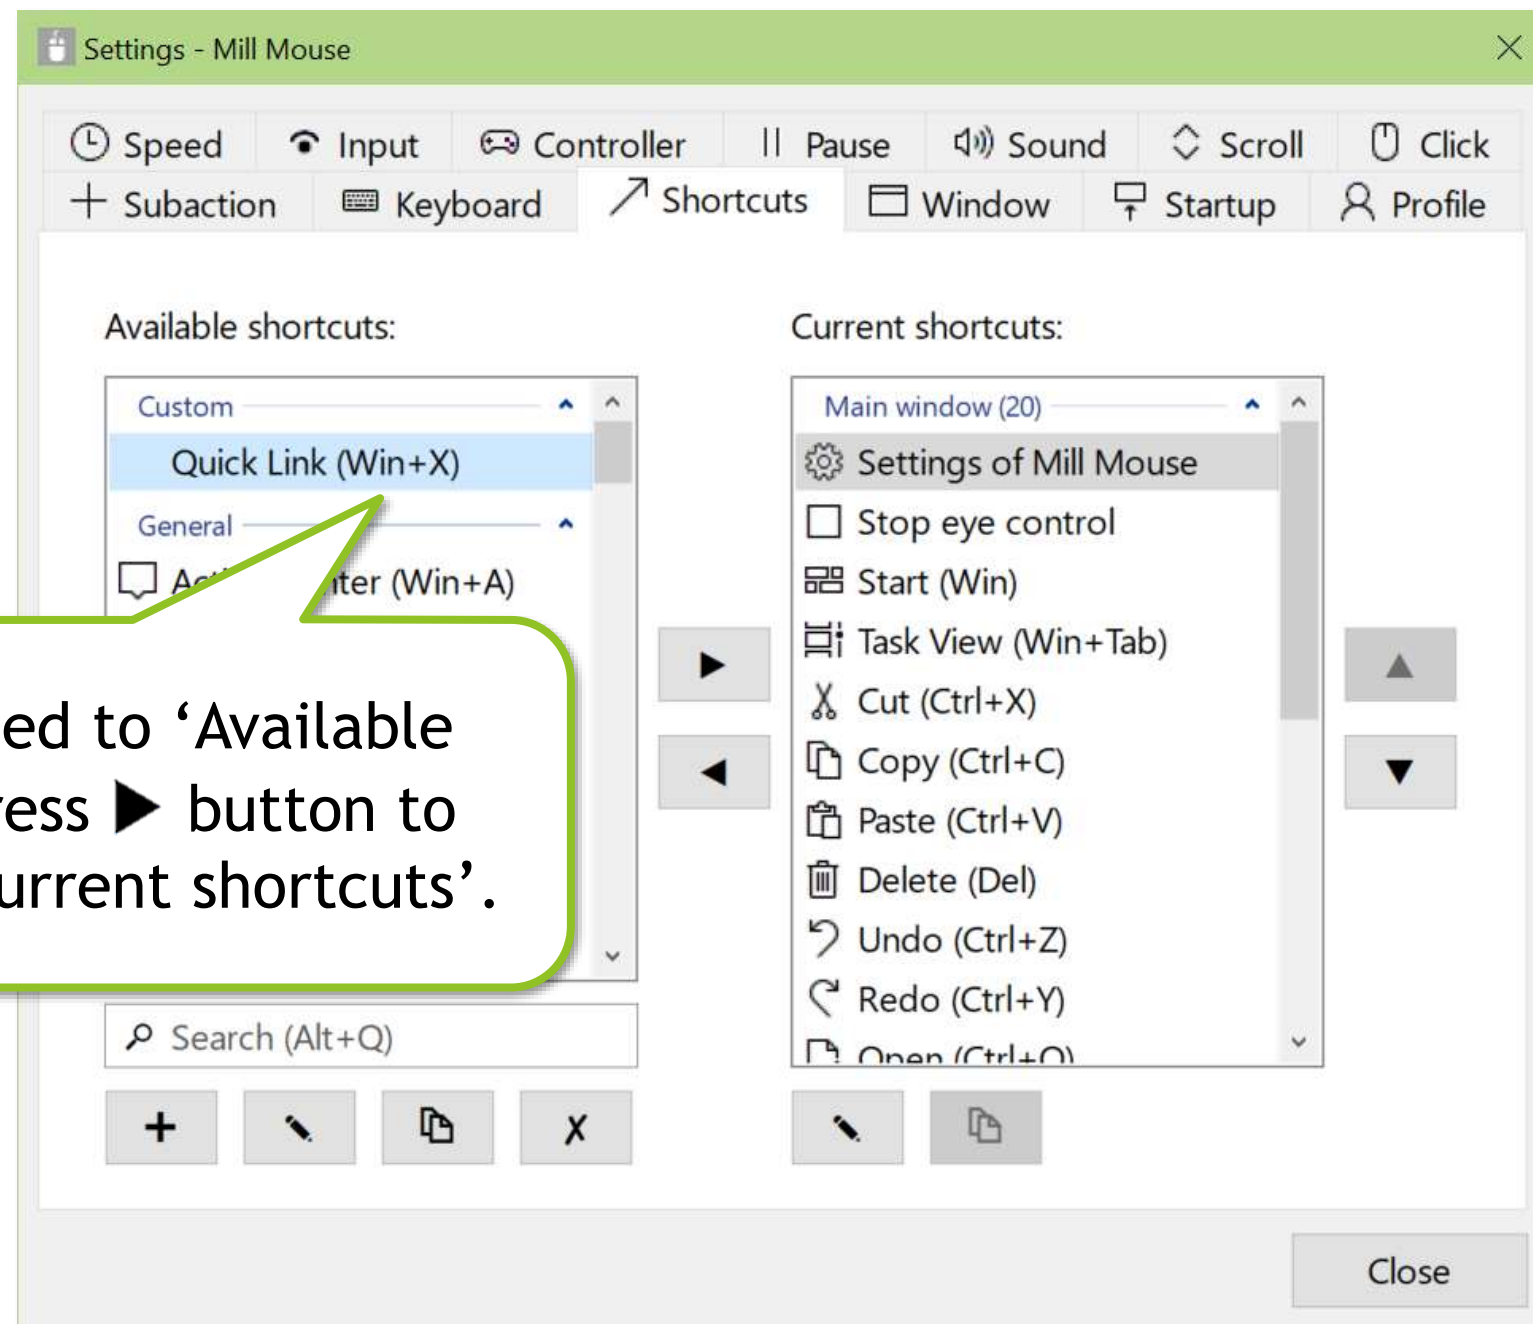 Settings - Mill Mouse
Speed Input Controller Pause Sound Scroll Click
Subaction Keyboard Shortcuts Window Startup Profile
Available shortcuts:
Custom
Quick Link (Win+X)
General
(Win+A)
ed to ‘Available
ress ▶ button to
urrent shortcuts’.
Search (Alt+Q)
Current shortcuts:
Main window (20)
Settings of Mill Mouse
Stop eye control
Start (Win)
Task View (Win+Tab)
Cut (Ctrl+X)
Copy (Ctrl+C)
Paste (Ctrl+V)
Delete (Del)
Undo (Ctrl+Z)
Redo (Ctrl+Y)
Open (Ctrl+O)
Close